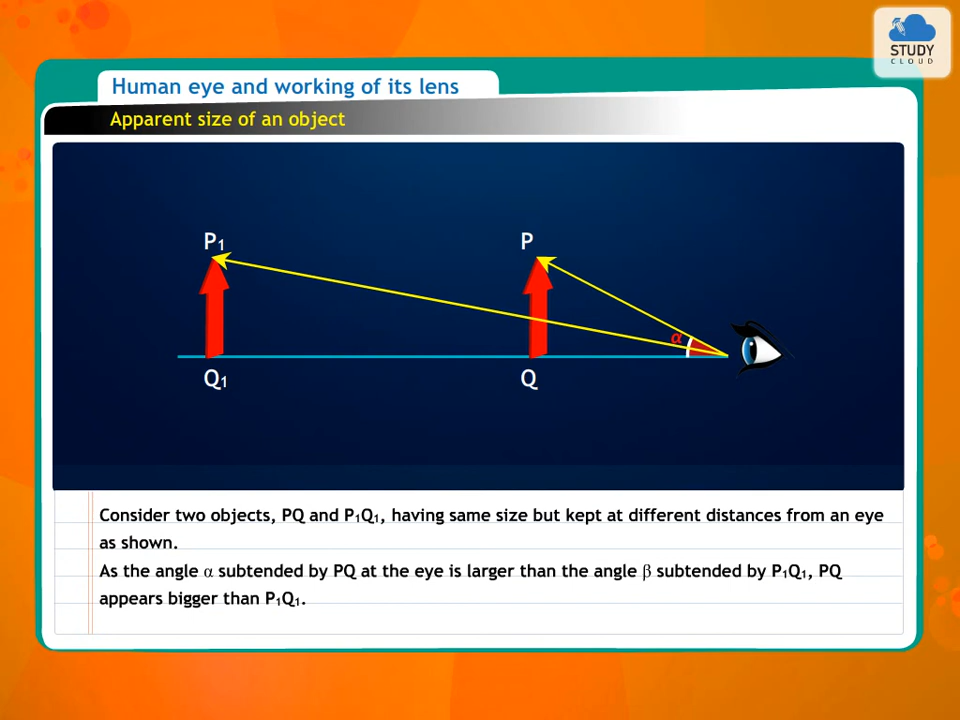 STUDY
CLOUD
Human eye and working of its lens
Apparent size of an object
P₁
P
α
Q₁
Q
Consider two objects, PQ and P₁Q₁, having same size but kept at different distances from an eye
as shown.
As the angle α subtended by PQ at the eye is larger than the angle β subtended by P₁Q₁, PQ
appears bigger than P₁Q₁.